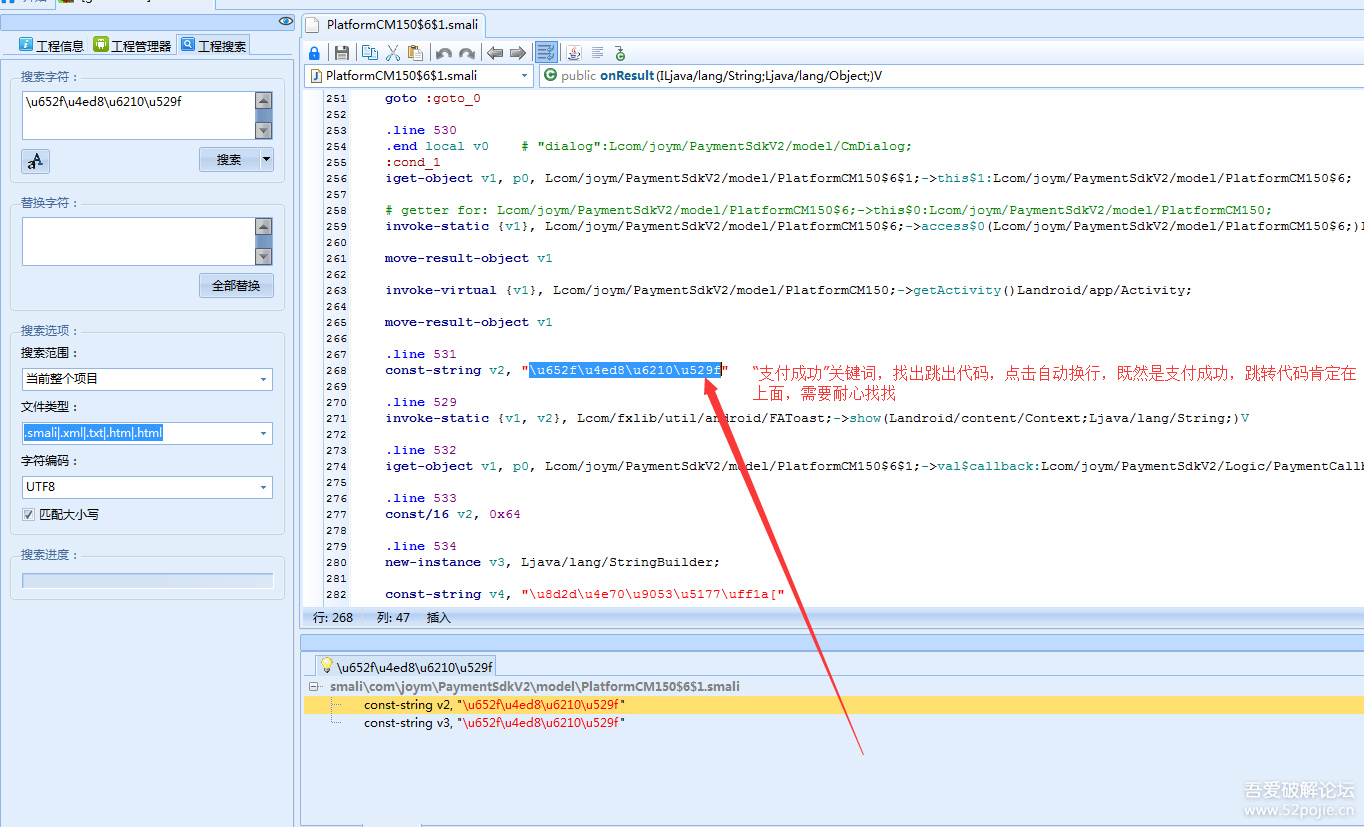 PlatformCM150$6$1.smali
工程信息 工程管理器 工程搜索
搜索字符：
\u652f\u4ed8\u6210\u529f
搜索
替换字符：
全部替换
搜索选项：
搜索范围：
当前整个项目
文件类型：
.smali|.xml|.txt|.htm|.html
字符编码：
UTF8
匹配大小写
搜索进度：
PlatformCM150$6$1.smali
public onResult(ILjava/lang/String;Ljava/lang/Object;)V
251 goto :goto_0
252
253 .line 530
254 .end local v0 # "dialog":Lcom/joym/PaymentSdkV2/model/CmDialog;
255 :cond_1
256 iget-object v1, p0, Lcom/joym/PaymentSdkV2/model/PlatformCM150$6$1;->this$1:Lcom/joym/PaymentSdkV2/model/PlatformCM150$6;
257
258 # getter for: Lcom/joym/PaymentSdkV2/model/PlatformCM150$6;->this$0:Lcom/joym/PaymentSdkV2/model/PlatformCM150;
259 invoke-static {v1}, Lcom/joym/PaymentSdkV2/model/PlatformCM150$6;->access$0(Lcom/joym/PaymentSdkV2/model/PlatformCM150$6;)
260
261 move-result-object v1
262
263 invoke-virtual {v1}, Lcom/joym/PaymentSdkV2/model/PlatformCM150;->getActivity()Landroid/app/Activity;
264
265 move-result-object v1
266
267 .line 531
268 const-string v2, "\u652f\u4ed8\u6210\u529f"
269
270 .line 529
271 invoke-static {v1, v2}, Lcom/fxlib/util/android/FAToast;->show(Landroid/content/Context;Ljava/lang/String;)V
272
273 .line 532
274 iget-object v1, p0, Lcom/joym/PaymentSdkV2/model/PlatformCM150$6$1;->val$callback:Lcom/joym/PaymentSdkV2/Logic/PaymentCallb
275
276 .line 533
277 const/16 v2, 0x64
278
279 .line 534
280 new-instance v3, Ljava/lang/StringBuilder;
281
282 const-string v4, "\u8d2d\u4e70\u9053\u5177\uff1a["
“支付成功”关键词，找出跳出代码，点击自动换行，既然是支付成功，跳转代码肯定在
上面，需要耐心找找
行: 268 列: 47 插入
\u652f\u4ed8\u6210\u529f
smali\com\joym\PaymentSdkV2\model\PlatformCM150$6$1.smali
const-string v2, "\u652f\u4ed8\u6210\u529f"
const-string v3, "\u652f\u4ed8\u6210\u529f"
吾爱破解论坛
www.52pojie.cn